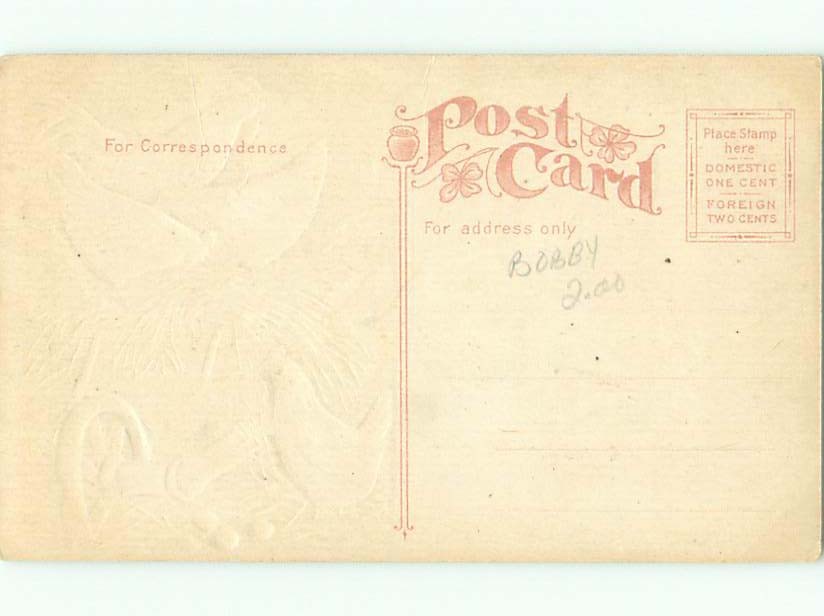 For Correspondence
Post
Card
For address only
Place Stamp
here
DOMESTIC
ONE CENT
FOREIGN
TWO CENTS
BOBBY
2.00